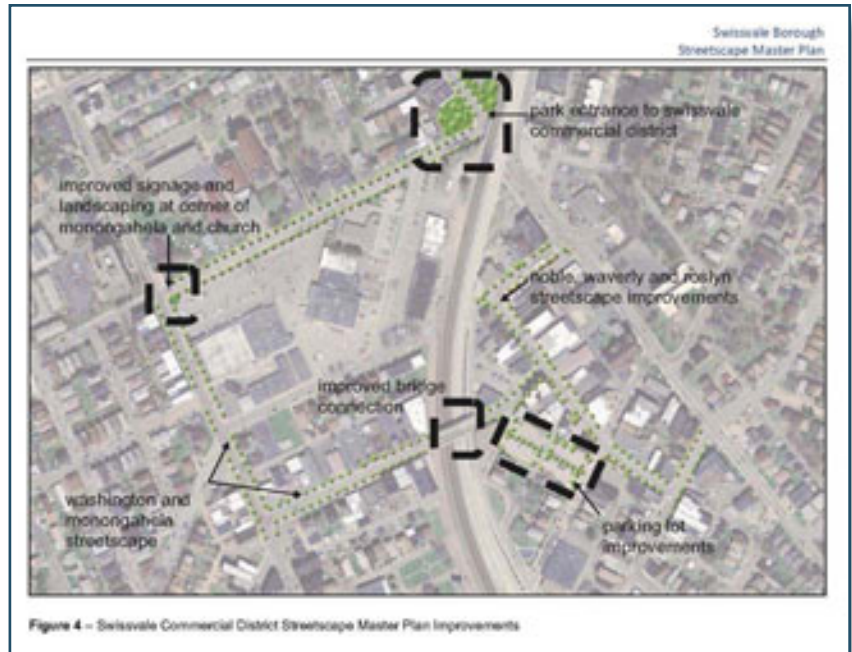 Swissvale Borough
Streetscape Master Plan
park entrance to swissvale
commercial district
improved signage and
landscaping at corner of
monongahela and church
noble, waverly and roslyn
streetscape improvements
improved bridge
connection
washington and
monongahela
streetscape
parking lot
improvements
Figure 4 – Swissvale Commercial District Streetscape Master Plan Improvements